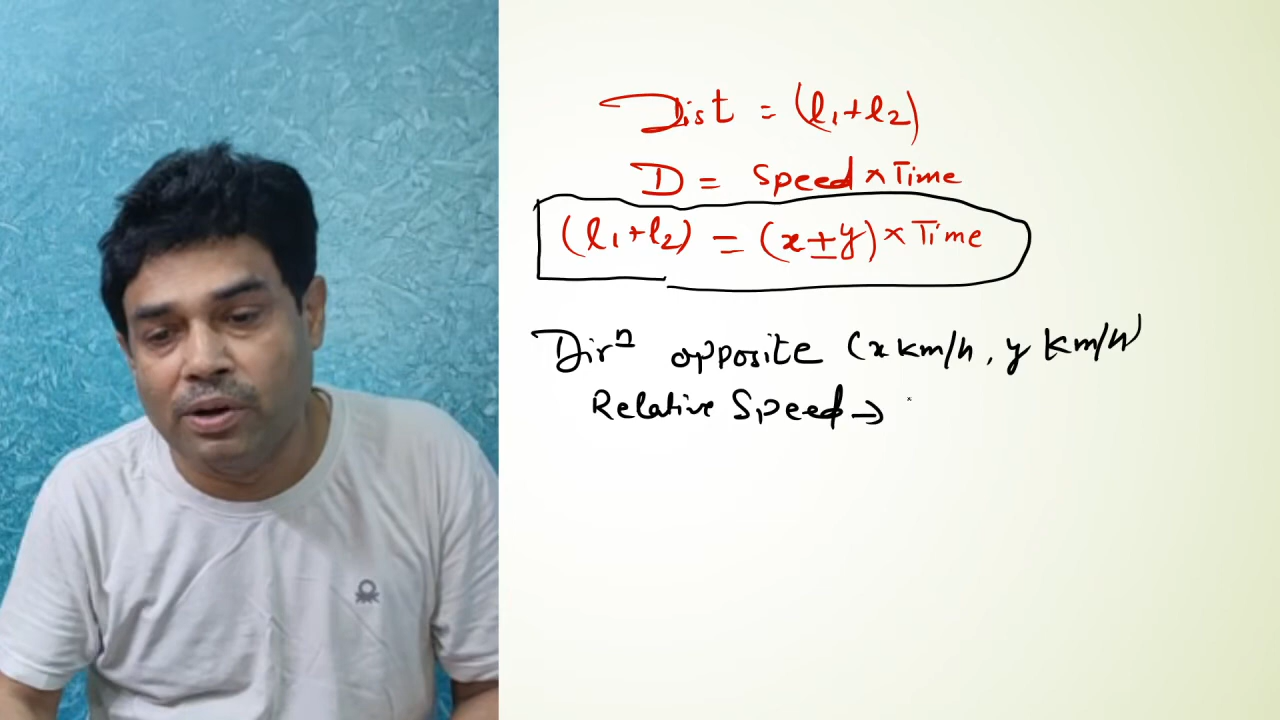 Dist = (l₁+l₂)
D = Speed × Time
(l₁+l₂) = (x±y) × Time
Dirⁿ opposite (x km/h, y km/h)
Relative Speed →